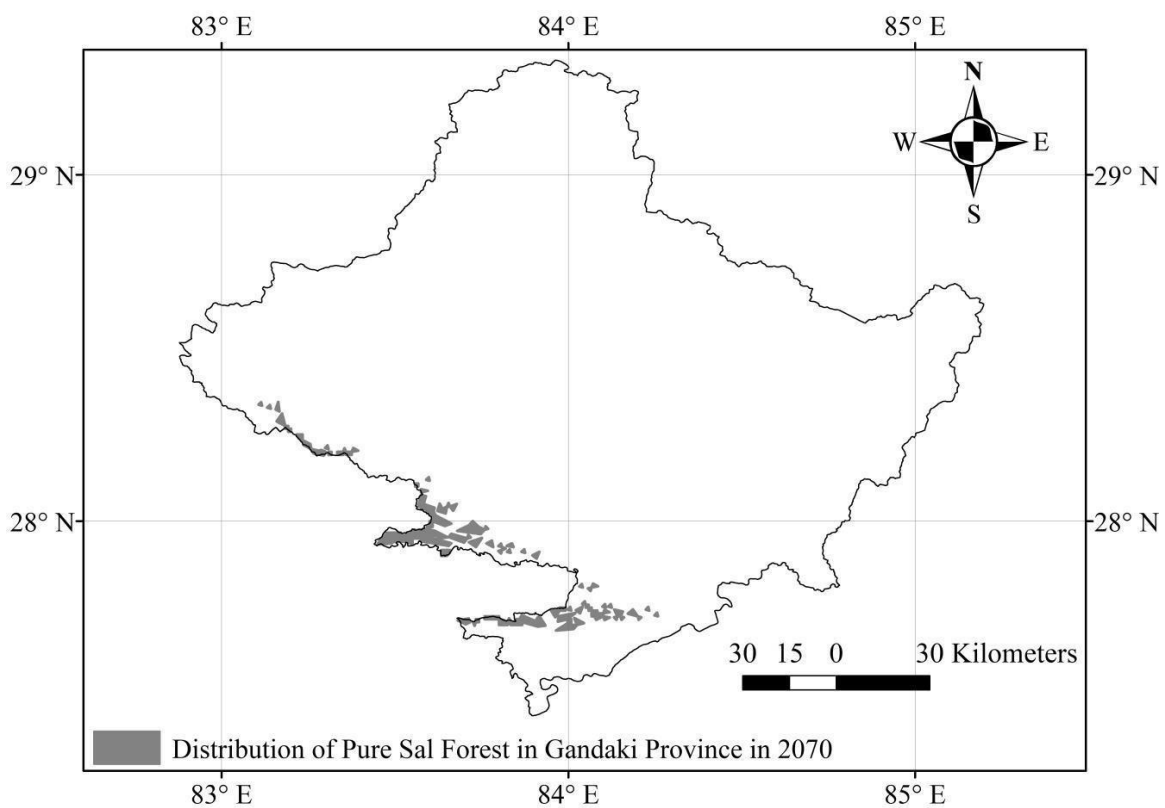 83° E 84° E 85° E
N
W E
S
29° N 29° N
28° N 28° N
30 15 0 30 Kilometers
Distribution of Pure Sal Forest in Gandaki Province in 2070
83° E 84° E 85° E